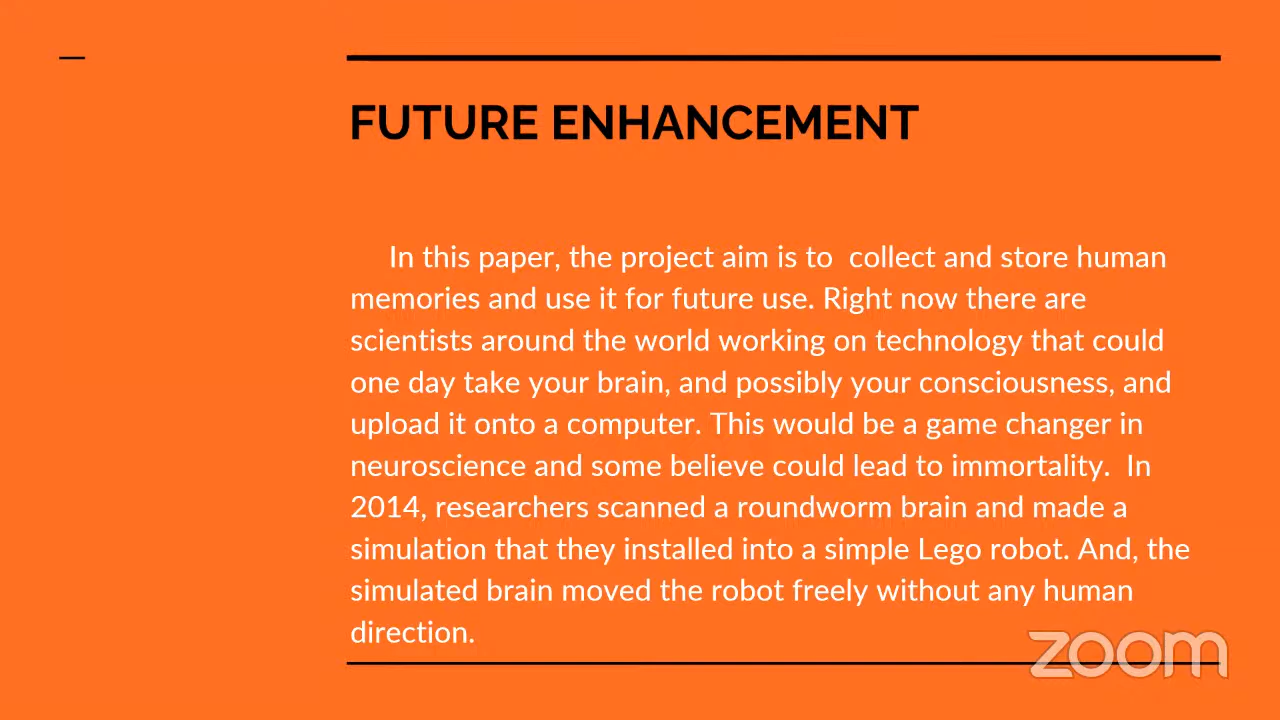 FUTURE ENHANCEMENT
In this paper, the project aim is to  collect and store human
memories and use it for future use. Right now there are
scientists around the world working on technology that could
one day take your brain, and possibly your consciousness, and
upload it onto a computer. This would be a game changer in
neuroscience and some believe could lead to immortality.  In
2014, researchers scanned a roundworm brain and made a
simulation that they installed into a simple Lego robot. And, the
simulated brain moved the robot freely without any human
direction.
zoom